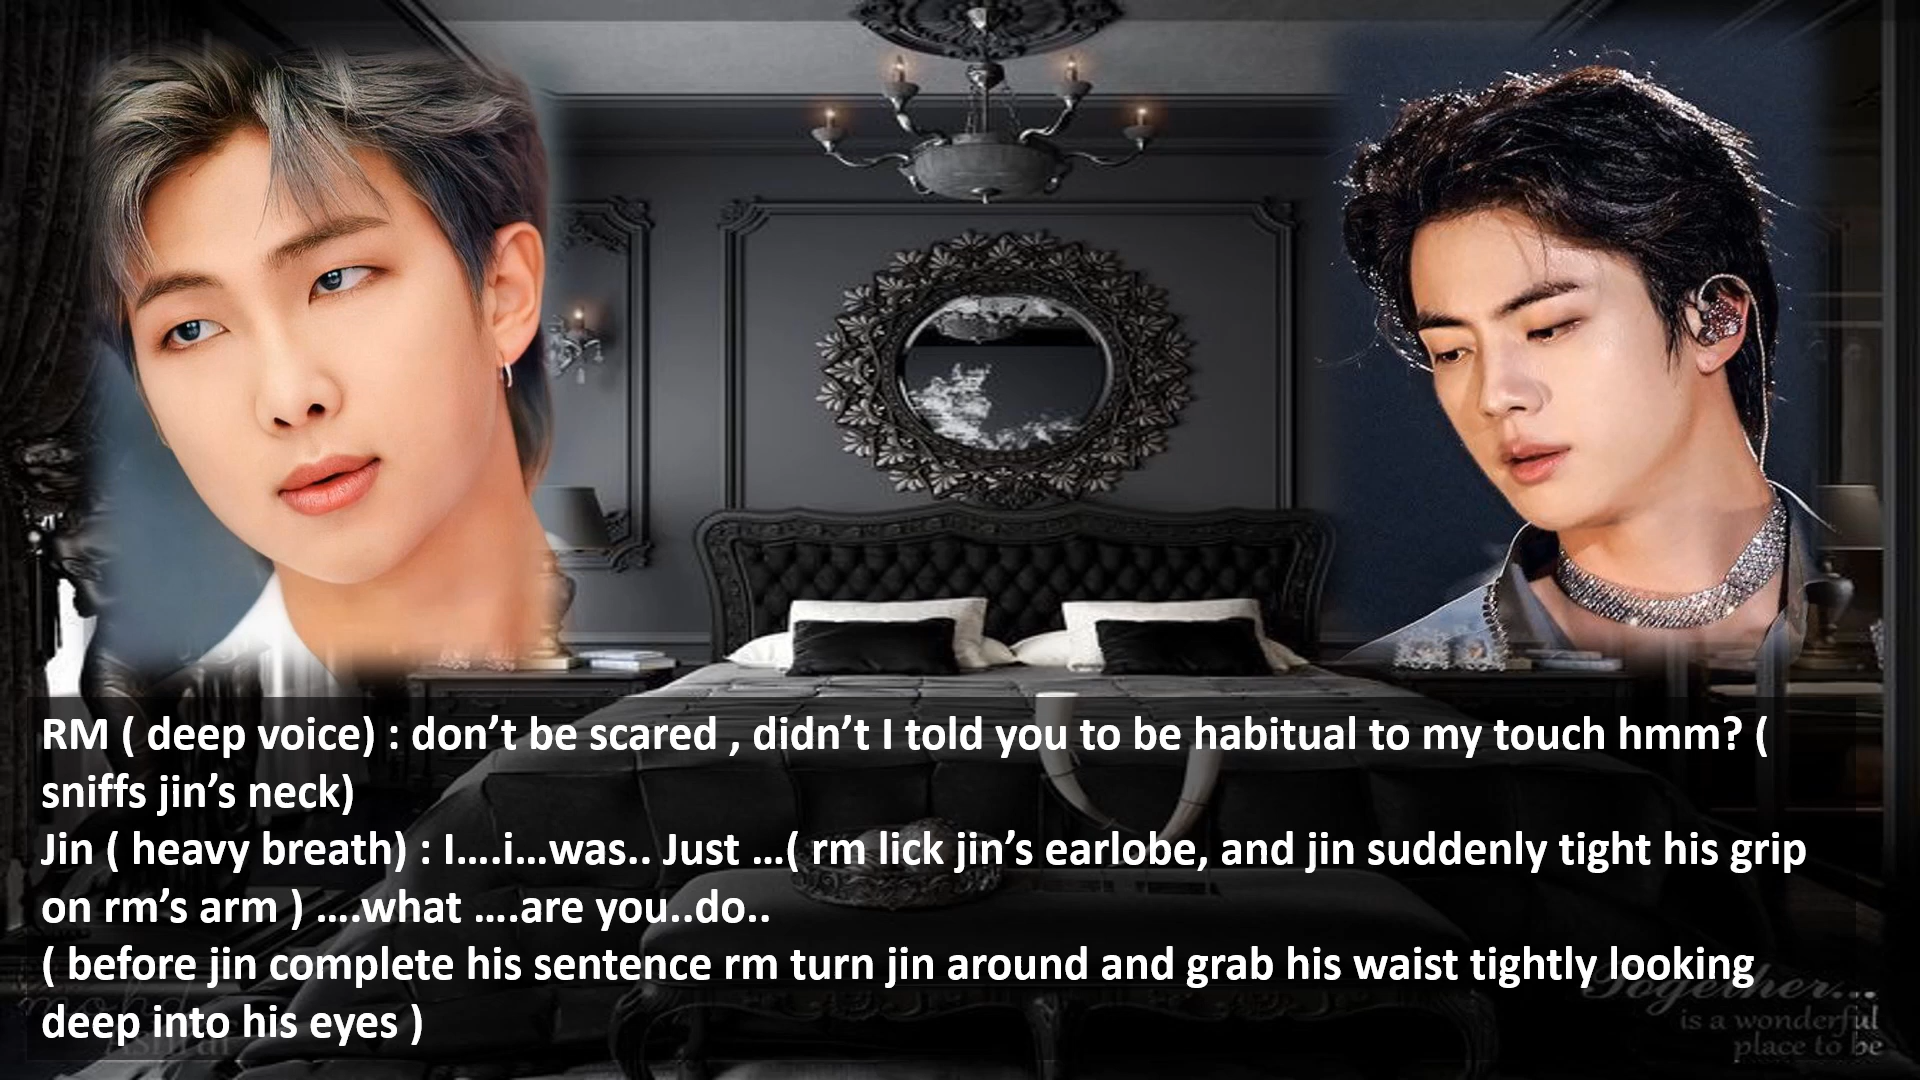 RM ( deep voice) : don’t be scared , didn’t I told you to be habitual to my touch hmm? (
sniffs jin’s neck)
Jin ( heavy breath) : I….i…was.. Just …( rm lick jin’s earlobe, and jin suddenly tight his grip
on rm’s arm ) ….what ….are you..do..
( before jin complete his sentence rm turn jin around and grab his waist tightly looking
deep into his eyes )
Together...
is a wonderful
place to be